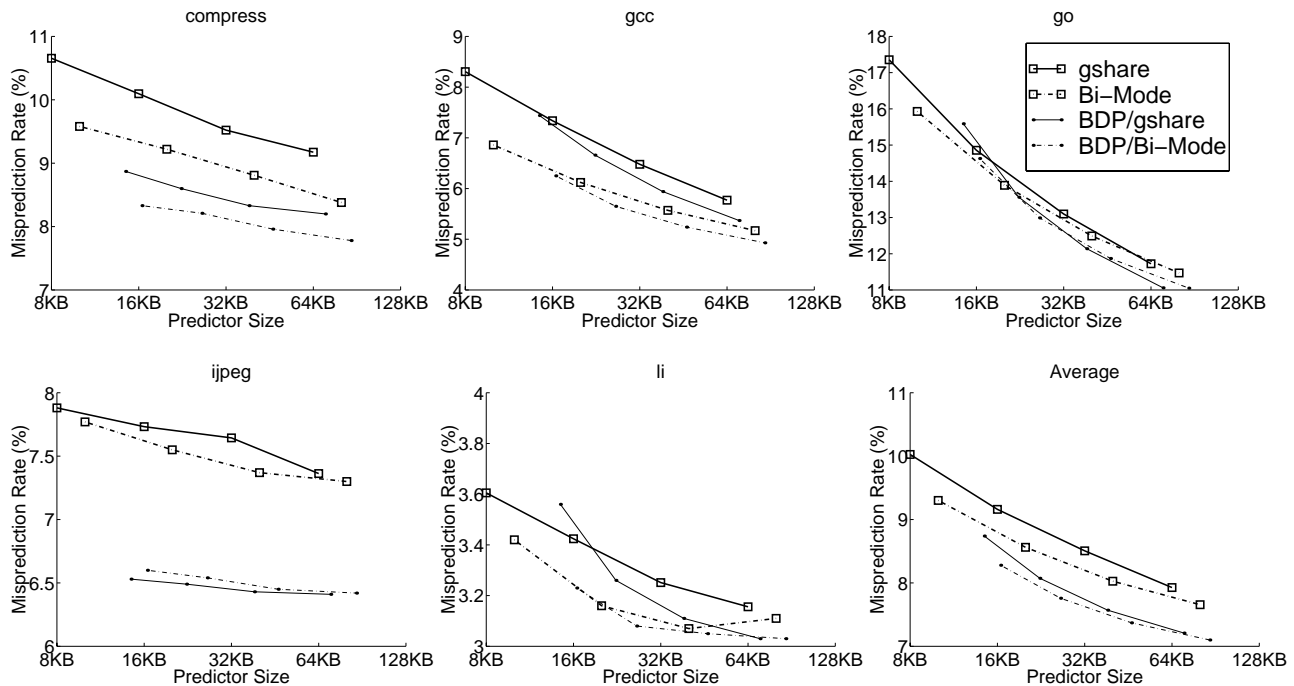 compress
Misprediction Rate (%)
11
10
9
8
7
8KB 16KB 32KB 64KB 128KB
Predictor Size
gcc
Misprediction Rate (%)
9
8
7
6
5
4
8KB 16KB 32KB 64KB 128KB
Predictor Size
go
Misprediction Rate (%)
18
17
16
15
14
13
12
11
8KB 16KB 32KB 64KB 128KB
Predictor Size
gshare
Bi−Mode
BDP/gshare
BDP/Bi−Mode
ijpeg
Misprediction Rate (%)
8
7.5
7
6.5
6
8KB 16KB 32KB 64KB 128KB
Predictor Size
li
Misprediction Rate (%)
4
3.8
3.6
3.4
3.2
3
8KB 16KB 32KB 64KB 128KB
Predictor Size
Average
Misprediction Rate (%)
11
10
9
8
7
8KB 16KB 32KB 64KB 128KB
Predictor Size